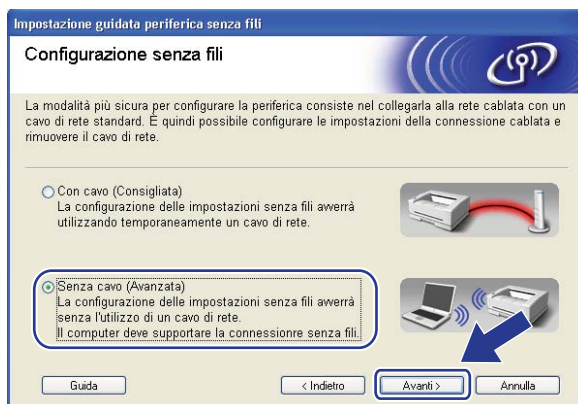 Impostazione guidata periferica senza fili
Configurazione senza fili
La modalità più sicura per configurare la periferica consiste nel collegarla alla rete cablata con un
cavo di rete standard. É quindi possibile configurare le impostazioni della connessione cablata e
rimuovere il cavo di rete.
Con cavo (Consigliata)
La configurazione delle impostazioni senza fili avverrà
utilizzando temporaneamente un cavo di rete.
Senza cavo (Avanzata)
La configurazione delle impostazioni senza fili avverrà
senza l'utilizzo di un cavo di rete.
Il computer deve supportare la connessionre senza fili.
Guida
< Indietro
Avanti >
Annulla